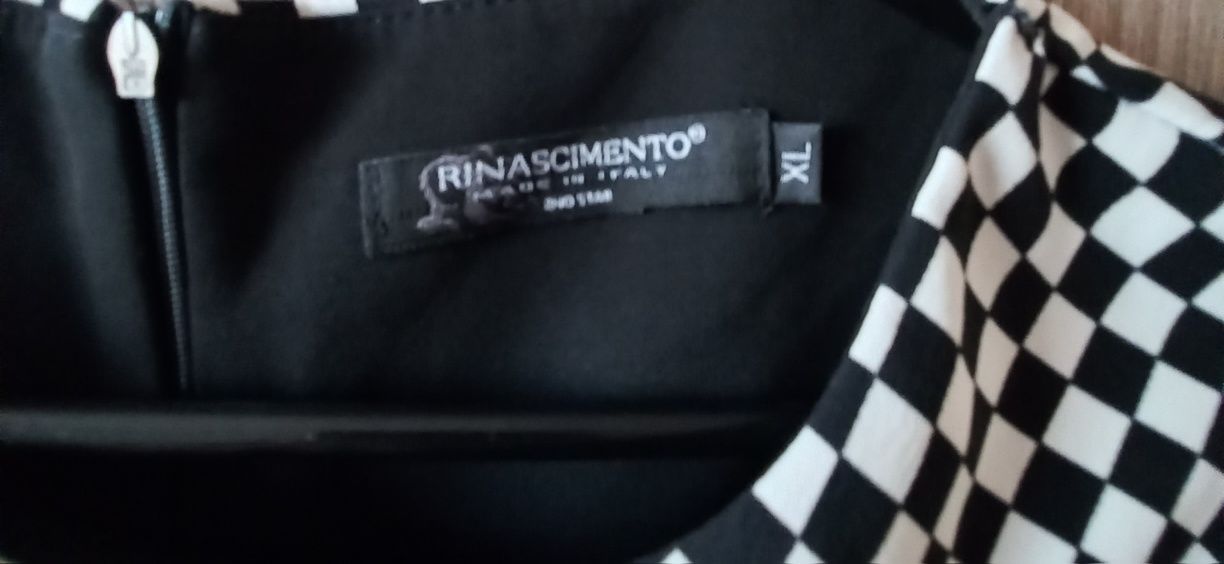 RINASCIMENTO®
MADE IN ITALY
XL